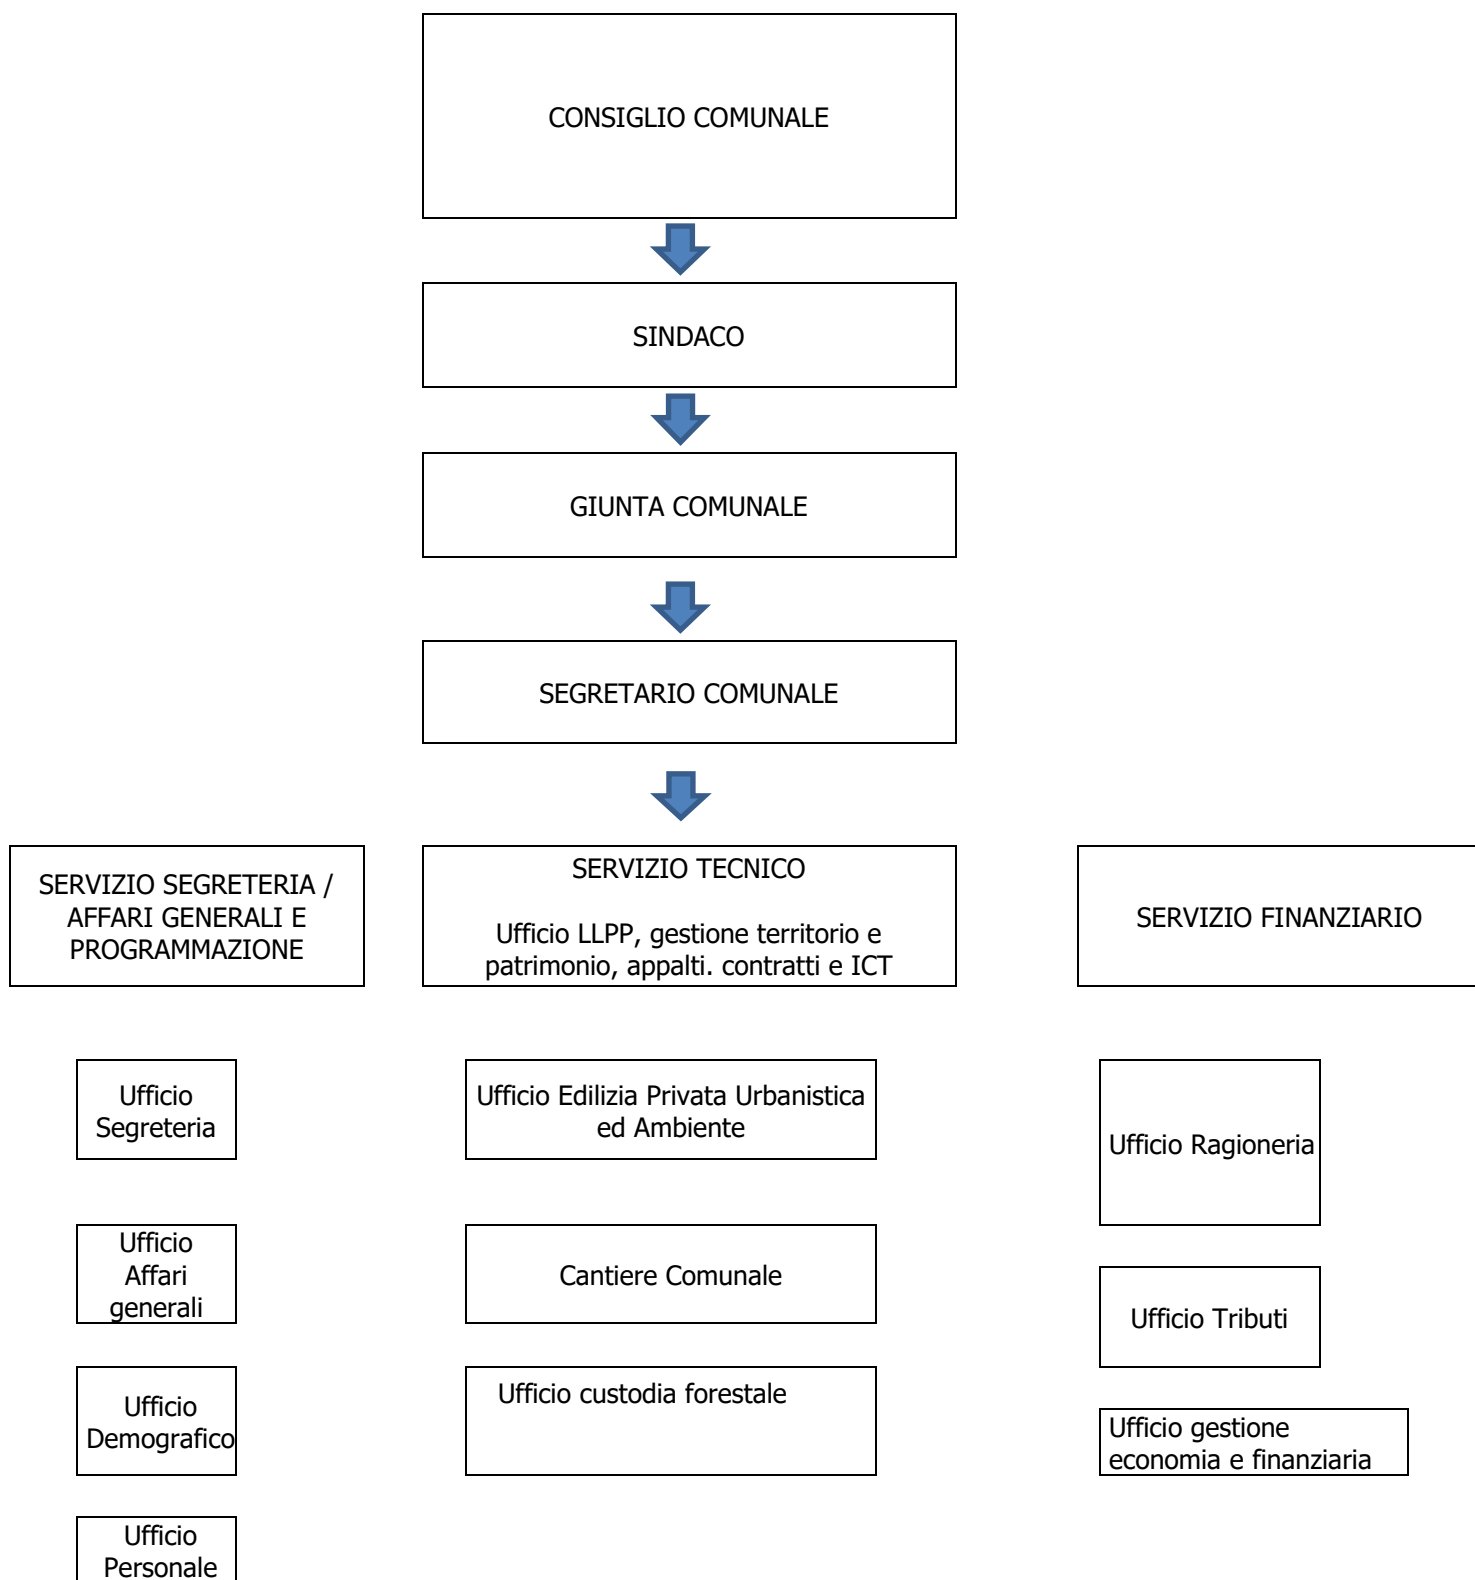 CONSIGLIO COMUNALE
SINDACO
GIUNTA COMUNALE
SEGRETARIO COMUNALE
SERVIZIO SEGRETERIA /
AFFARI GENERALI E
PROGRAMMAZIONE
SERVIZIO TECNICO
Ufficio LLPP, gestione territorio e
patrimonio, appalti. contratti e ICT
SERVIZIO FINANZIARIO
Ufficio
Segreteria
Ufficio Edilizia Privata Urbanistica
ed Ambiente
Ufficio Ragioneria
Ufficio
Affari
generali
Cantiere Comunale
Ufficio Tributi
Ufficio
Demografico
Ufficio custodia forestale
Ufficio gestione
economia e finanziaria
Ufficio
Personale